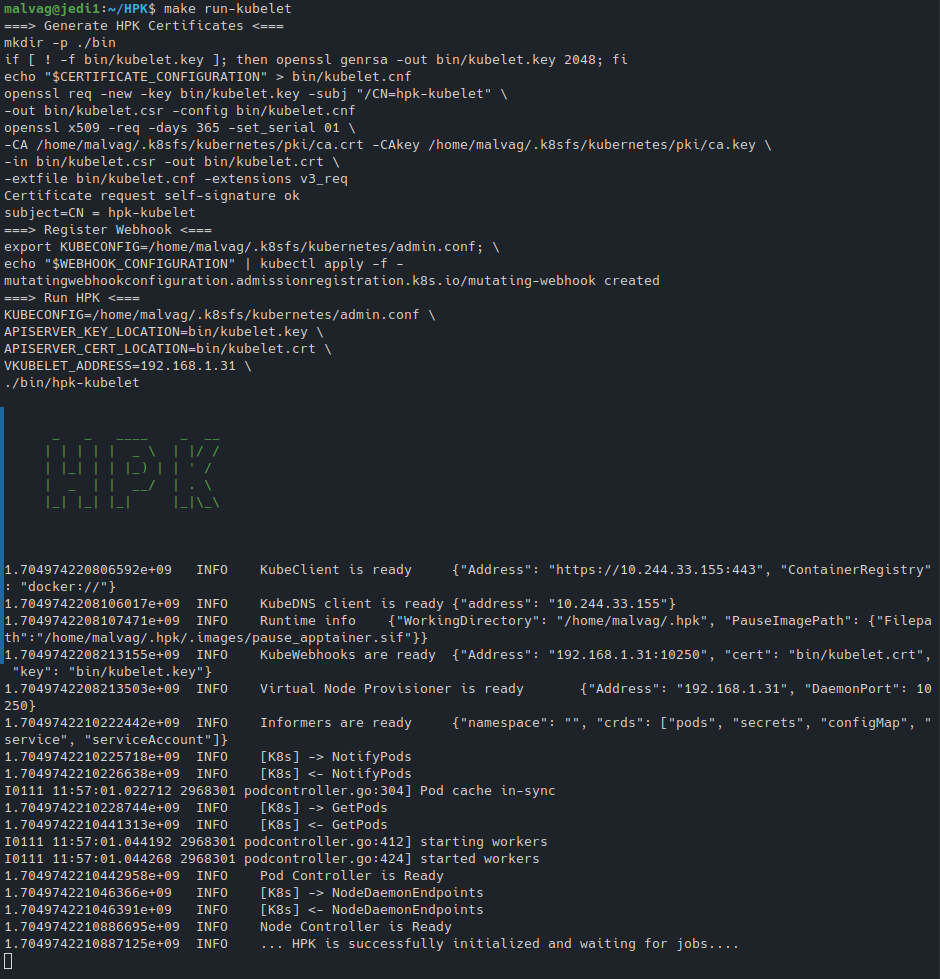 malvag@jedi1:~/HPK$ make run-kubelet
===> Generate HPK Certificates <===
mkdir -p ./bin
if [ ! -f bin/kubelet.key ]; then openssl genrsa -out bin/kubelet.key 2048; fi
echo "$CERTIFICATE_CONFIGURATION" > bin/kubelet.cnf
openssl req -new -key bin/kubelet.key -subj "/CN=hpk-kubelet" \
-out bin/kubelet.csr -config bin/kubelet.cnf
openssl x509 -req -days 365 -set_serial 01 \
-CA /home/malvag/.k8sfs/kubernetes/pki/ca.crt -CAkey /home/malvag/.k8sfs/kubernetes/pki/ca.key \
-in bin/kubelet.csr -out bin/kubelet.crt \
-extfile bin/kubelet.cnf -extensions v3_req
Certificate request self-signature ok
subject=CN = hpk-kubelet
===> Register Webhook <===
export KUBECONFIG=/home/malvag/.k8sfs/kubernetes/admin.conf; \
echo "$WEBHOOK_CONFIGURATION" | kubectl apply -f -
mutatingwebhookconfiguration.admissionregistration.k8s.io/mutating-webhook created
===> Run HPK <===
KUBECONFIG=/home/malvag/.k8sfs/kubernetes/admin.conf \
APISERVER_KEY_LOCATION=bin/kubelet.key \
APISERVER_CERT_LOCATION=bin/kubelet.crt \
VKUBELET_ADDRESS=192.168.1.31 \
./bin/hpk-kubelet
HPK
1.704974220806592e+09 INFO KubeClient is ready {"Address": "https://10.244.33.155:443", "ContainerRegistry"
: "docker://"}
1.7049742208106017e+09 INFO KubeDNS client is ready {"address": "10.244.33.155"}
1.7049742208107471e+09 INFO Runtime info {"WorkingDirectory": "/home/malvag/.hpk", "PauseImagePath": {"Filepa
th":"/home/malvag/.hpk/.images/pause_apptainer.sif"}}
1.7049742208213155e+09 INFO KubeWebhooks are ready {"Address": "192.168.1.31:10250", "cert": "bin/kubelet.crt",
"key": "bin/kubelet.key"}
1.7049742208213503e+09 INFO Virtual Node Provisioner is ready {"Address": "192.168.1.31", "DaemonPort": 10
250}
1.7049742210222442e+09 INFO Informers are ready {"namespace": "", "crds": ["pods", "secrets", "configMap", "
service", "serviceAccount"]}
1.7049742210225718e+09 INFO [K8s] -> NotifyPods
1.7049742210226638e+09 INFO [K8s] <- NotifyPods
I0111 11:57:01.022712 2968301 podcontroller.go:304] Pod cache in-sync
1.7049742210228744e+09 INFO [K8s] -> GetPods
1.7049742210441313e+09 INFO [K8s] <- GetPods
I0111 11:57:01.044192 2968301 podcontroller.go:412] starting workers
I0111 11:57:01.044268 2968301 podcontroller.go:424] started workers
1.7049742210442958e+09 INFO Pod Controller is Ready
1.704974221046366e+09 INFO [K8s] -> NodeDaemonEndpoints
1.704974221046391e+09 INFO [K8s] <- NodeDaemonEndpoints
1.7049742210886695e+09 INFO Node Controller is Ready
1.7049742210887125e+09 INFO ... HPK is successfully initialized and waiting for jobs....